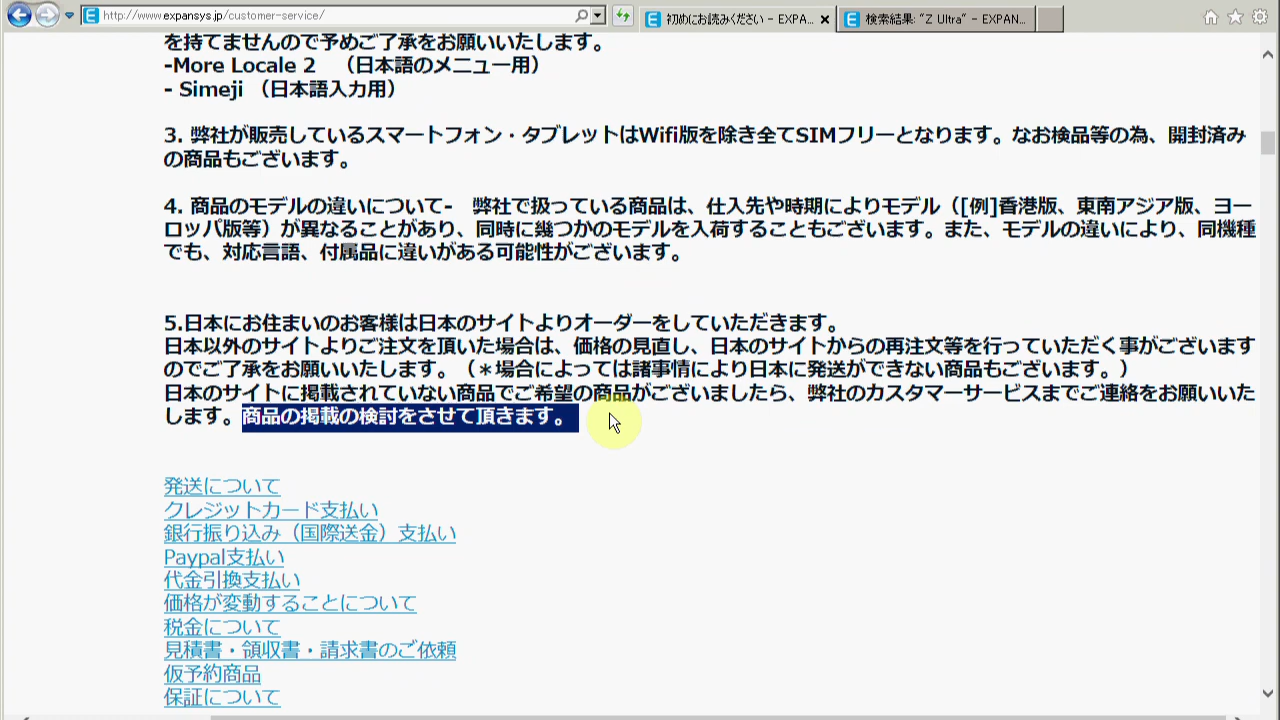 http://www.expansys.jp/customer-service/
初めにお読みください - EXPA...
検索結果: "Z Ultra" - EXPAN...
を持てませんので予めご了承をお願いいたします。
-More Locale 2　（日本語のメニュー用）
- Simeji （日本語入力用）
3. 弊社が販売しているスマートフォン・タブレットはWifi版を除き全てSIMフリーとなります。なお検品等の為、開封済み
の商品もございます。
4. 商品のモデルの違いについて-　弊社で扱っている商品は、仕入先や時期によりモデル（[例]香港版、東南アジア版、ヨー
ロッパ版等）が異なることがあり、同時に幾つかのモデルを入荷することもございます。また、モデルの違いにより、同機種
でも、対応言語、付属品に違いがある可能性がございます。
5.日本にお住まいのお客様は日本のサイトよりオーダーをしていただきます。
日本以外のサイトよりご注文を頂いた場合は、価格の見直し、日本のサイトからの再注文等を行っていただく事がございます
のでご了承をお願いいたします。（＊場合によっては諸事情により日本に発送ができない商品もございます。）
日本のサイトに掲載されていない商品でご希望の商品がございましたら、弊社のカスタマーサービスまでご連絡をお願いいた
します。商品の掲載の検討をさせて頂きます。
発送について
クレジットカード支払い
銀行振り込み（国際送金）支払い
Paypal支払い
代金引換支払い
価格が変動することについて
税金について
見積書・領収書・請求書のご依頼
仮予約商品
保証について